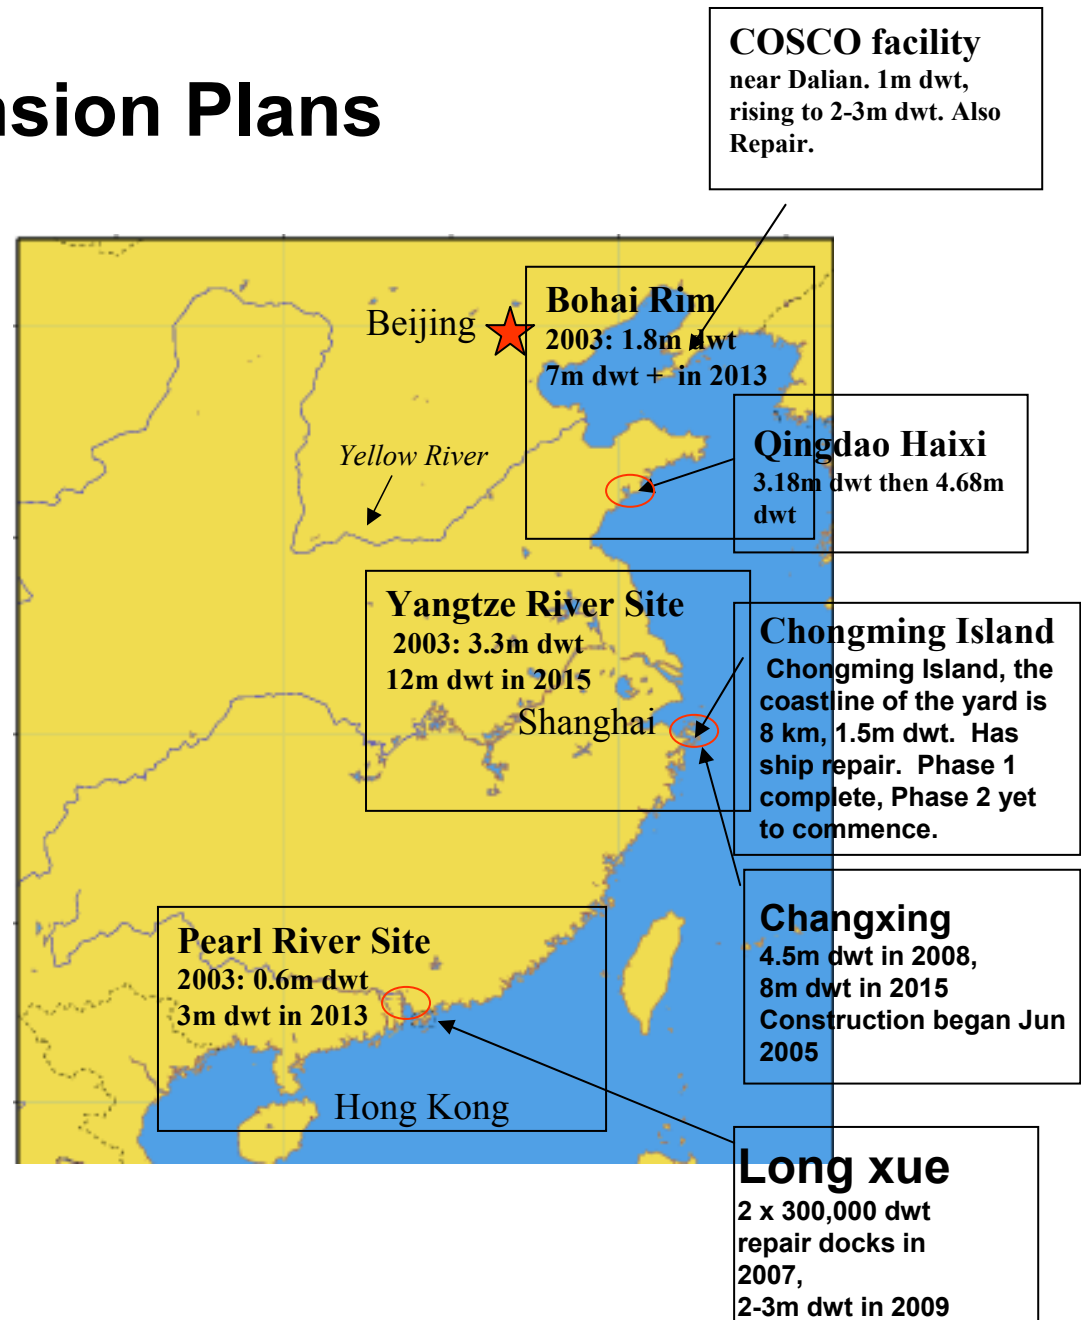 nsion Plans
COSCO facility
near Dalian. 1m dwt,
rising to 2-3m dwt. Also
Repair.
Beijing
Bohai Rim
2003: 1.8m dwt
7m dwt + in 2013
Yellow River
Qingdao Haixi
3.18m dwt then 4.68m
dwt
Yangtze River Site
2003: 3.3m dwt
12m dwt in 2015
Shanghai
Chongming Island
Chongming Island, the
coastline of the yard is
8 km, 1.5m dwt. Has
ship repair. Phase 1
complete, Phase 2 yet
to commence.
Changxing
4.5m dwt in 2008,
8m dwt in 2015
Construction began Jun
2005
Pearl River Site
2003: 0.6m dwt
3m dwt in 2013
Hong Kong
Long xue
2 x 300,000 dwt
repair docks in
2007,
2-3m dwt in 2009